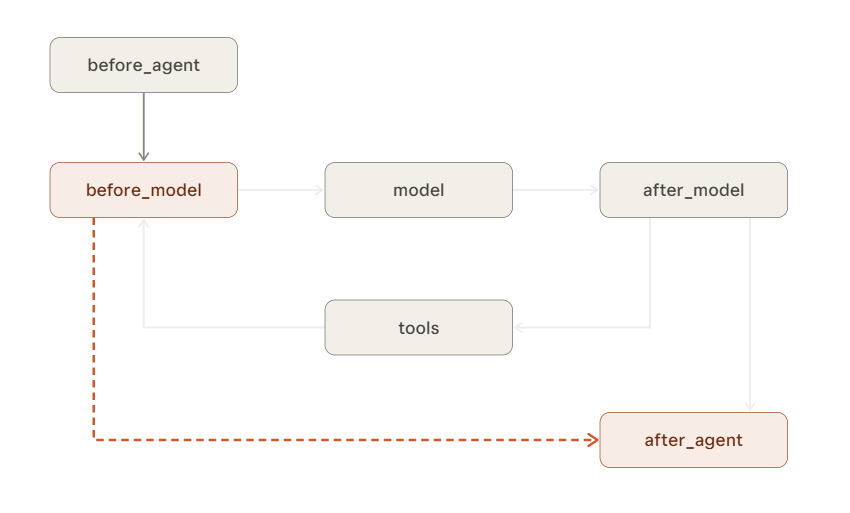 before_agent
before_model
model
after_model
tools
after_agent